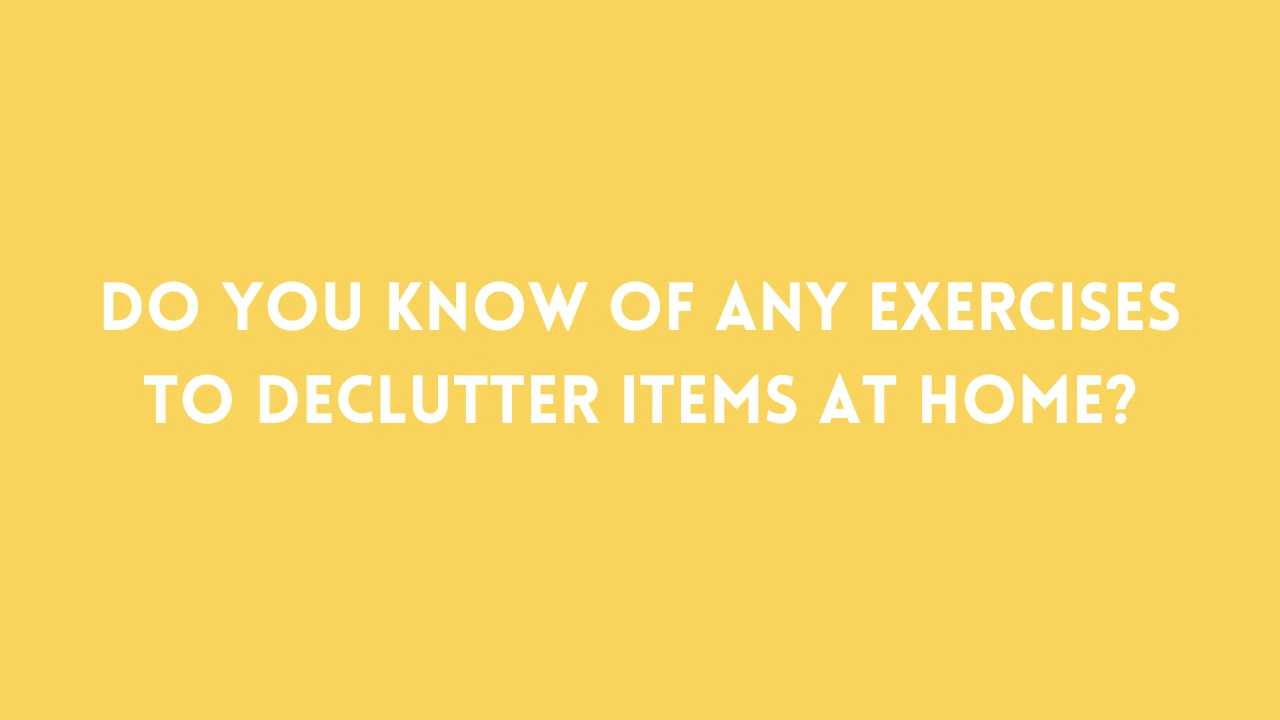 DO YOU KNOW OF ANY EXERCISES
TO DECLUTTER ITEMS AT HOME?